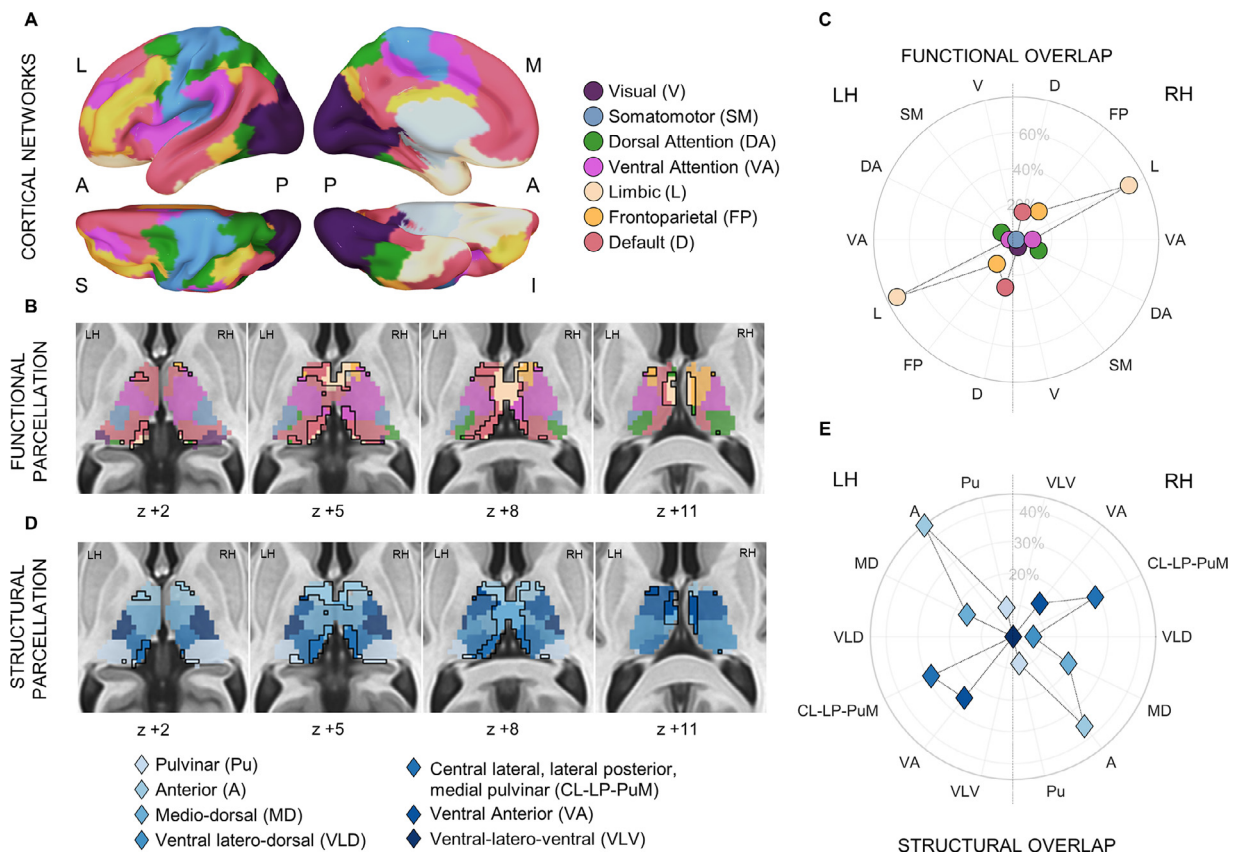 A
CORTICAL NETWORKS
L
M
A
P
P
A
S
I
Visual (V)
Somatomotor (SM)
Dorsal Attention (DA)
Ventral Attention (VA)
Limbic (L)
Frontoparietal (FP)
Default (D)
B
FUNCTIONAL
PARCELLATION
LH
RH
LH
RH
LH
RH
LH
RH
z +2
z +5
z +8
z +11
C
FUNCTIONAL OVERLAP
LH
RH
V
D
SM
FP
DA
L
VA
VA
L
DA
FP
SM
D
V
60%
40%
20%
D
STRUCTURAL
PARCELLATION
LH
RH
LH
RH
LH
RH
LH
RH
z +2
z +5
z +8
z +11
Pulvinar (Pu)
Anterior (A)
Medio-dorsal (MD)
Ventral latero-dorsal (VLD)
Central lateral, lateral posterior,
medial pulvinar (CL-LP-PuM)
Ventral Anterior (VA)
Ventral-latero-ventral (VLV)
E
LH
RH
Pu
VLV
A
VA
MD
CL-LP-PuM
VLD
VLD
CL-LP-PuM
MD
VA
A
VLV
Pu
40%
30%
20%
STRUCTURAL OVERLAP